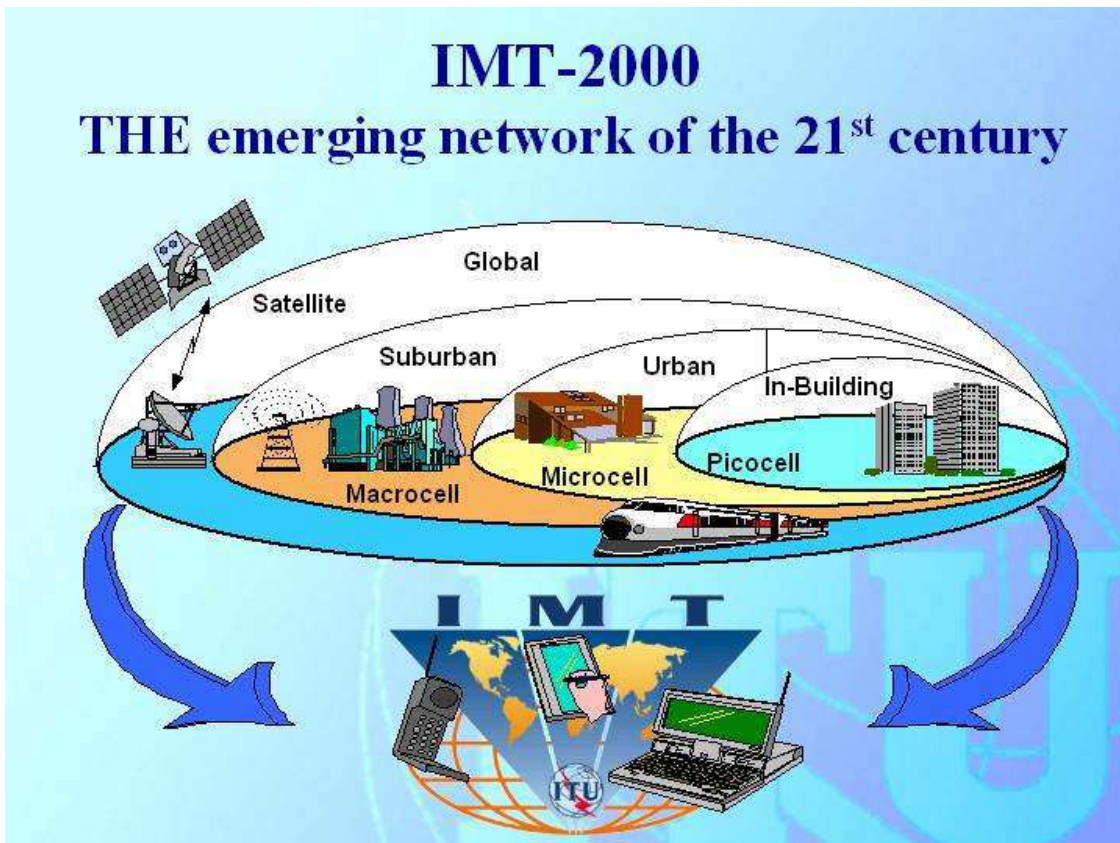 IMT-2000
THE emerging network of the 21st century
Global
Satellite
Suburban
Urban
In-Building
Picocell
Microcell
Macrocell
I M T
ITU
ITU